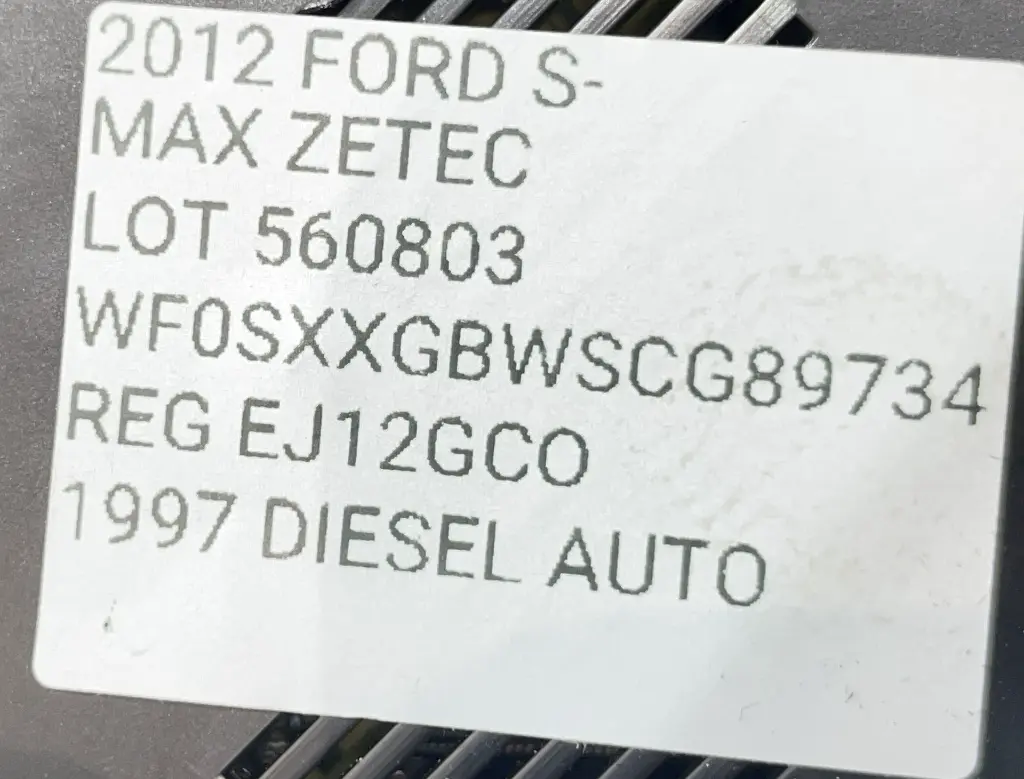 2012 FORD S-
MAX ZETEC
LOT 560803
WF0SXXGBWSCG89734
REG EJ12GCO
1997 DIESEL AUTO